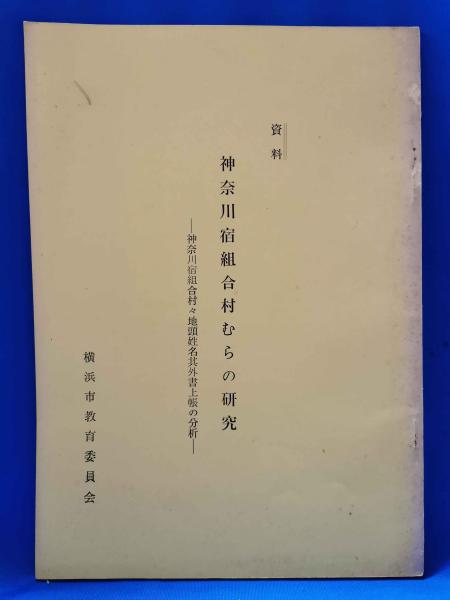 資料
神奈川宿組合村むらの研究
―神奈川宿組合村々地頭姓名其外書上帳の分析―
横浜市教育委員会